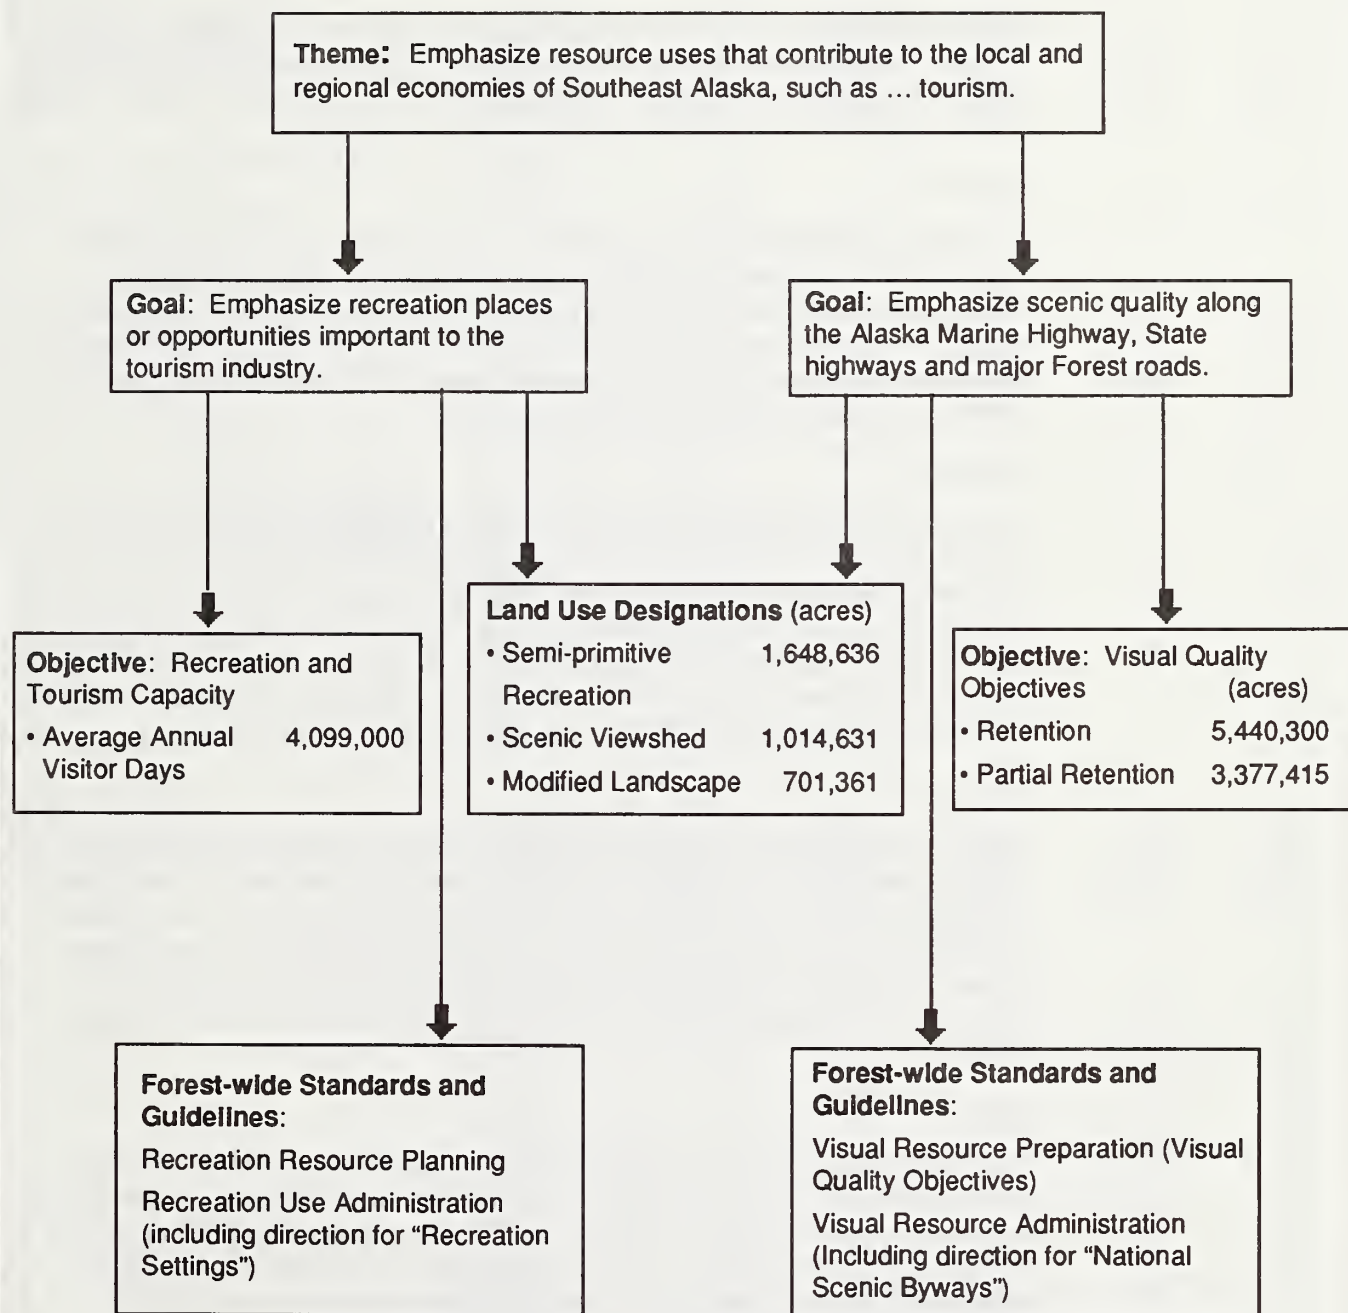 Theme: Emphasize resource uses that contribute to the local and
regional economies of Southeast Alaska, such as ... tourism.
Goal: Emphasize recreation places
or opportunities important to the
tourism industry.
Goal: Emphasize scenic quality along
the Alaska Marine Highway, State
highways and major Forest roads.
Objective: Recreation and
Tourism Capacity
• Average Annual 4,099,000
Visitor Days
Land Use Designations (acres)
• Semi-primitive 1,648,636
Recreation
• Scenic Viewshed 1,014,631
• Modified Landscape 701,361
Objective: Visual Quality
Objectives (acres)
• Retention 5,440,300
• Partial Retention 3,377,415
Forest-wide Standards and
Guidelines:
Recreation Resource Planning
Recreation Use Administration
(including direction for “Recreation
Settings”)
Forest-wide Standards and
Guidelines:
Visual Resource Preparation (Visual
Quality Objectives)
Visual Resource Administration
(Including direction for “National
Scenic Byways”)